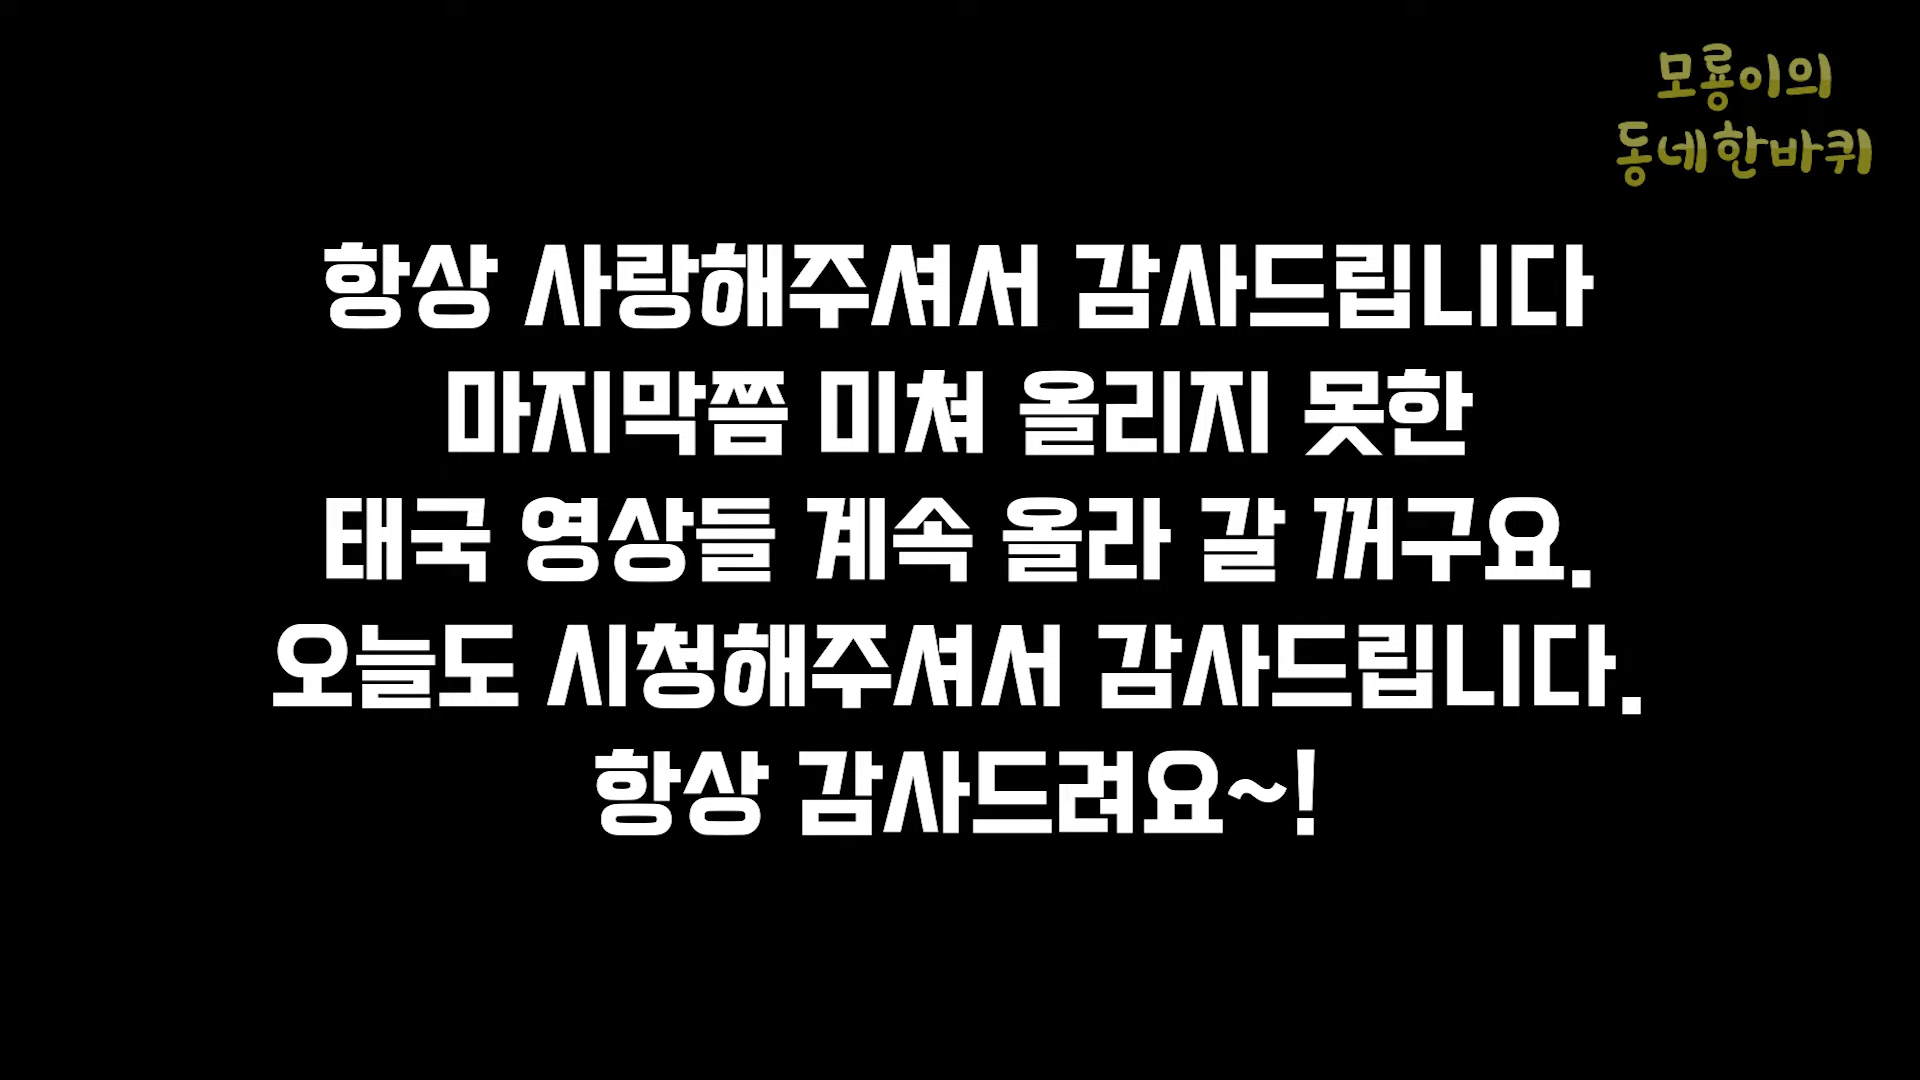 모룡이의
동네한바퀴
항상 사랑해주셔서 감사드립니다
마지막쯤 미쳐 올리지 못한
태국 영상들 계속 올라 갈 꺼구요.
오늘도 시청해주셔서 감사드립니다.
항상 감사드려요~!